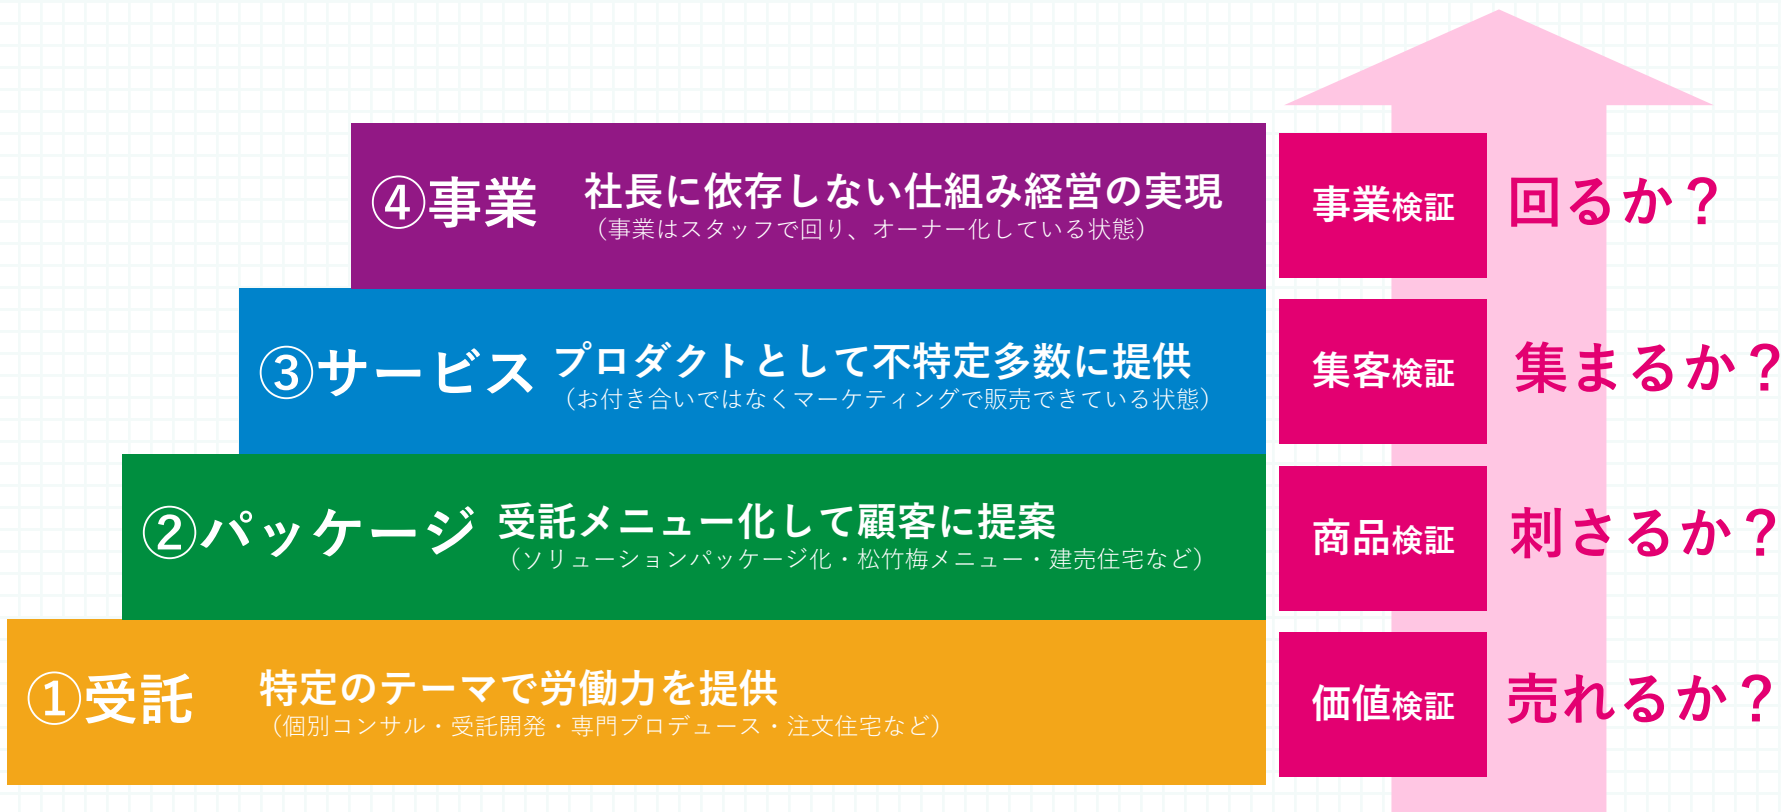 ④事業
社長に依存しない仕組み経営の実現
（事業はスタッフで回り、オーナー化している状態）
事業検証
回るか？
③サービス
プロダクトとして不特定多数に提供
（お付き合いではなくマーケティングで販売できている状態）
集客検証
集まるか？
②パッケージ
受託メニュー化して顧客に提案
（ソリューションパッケージ化・松竹梅メニュー・建売住宅など）
商品検証
刺さるか？
①受託
特定のテーマで労働力を提供
（個別コンサル・受託開発・専門プロデュース・注文住宅など）
価値検証
売れるか？